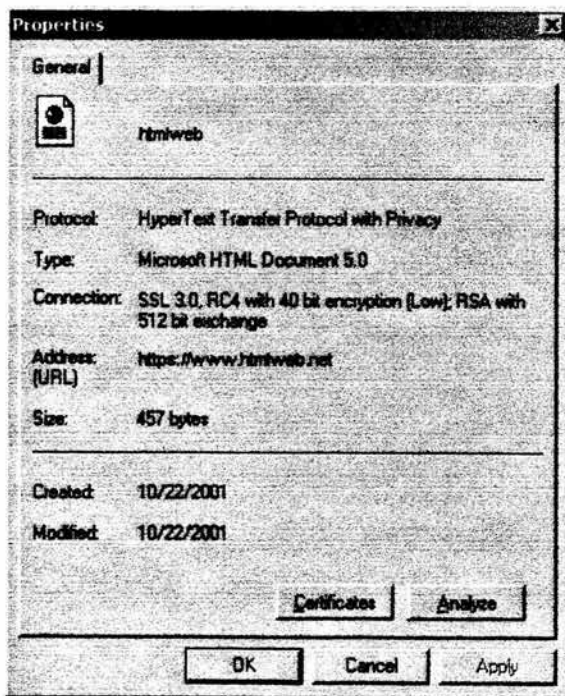 Properties
General
htmlweb
Protocol: HyperText Transfer Protocol with Privacy
Type: Microsoft HTML Document 5.0
Connection: SSL 3.0, RC4 with 40 bit encryption (Low); RSA with
512 bit exchange
Address: https://www.htmlweb.net
(URL)
Size: 457 bytes
Created: 10/22/2001
Modified: 10/22/2001
Certificates Analyze
OK Cancel Apply